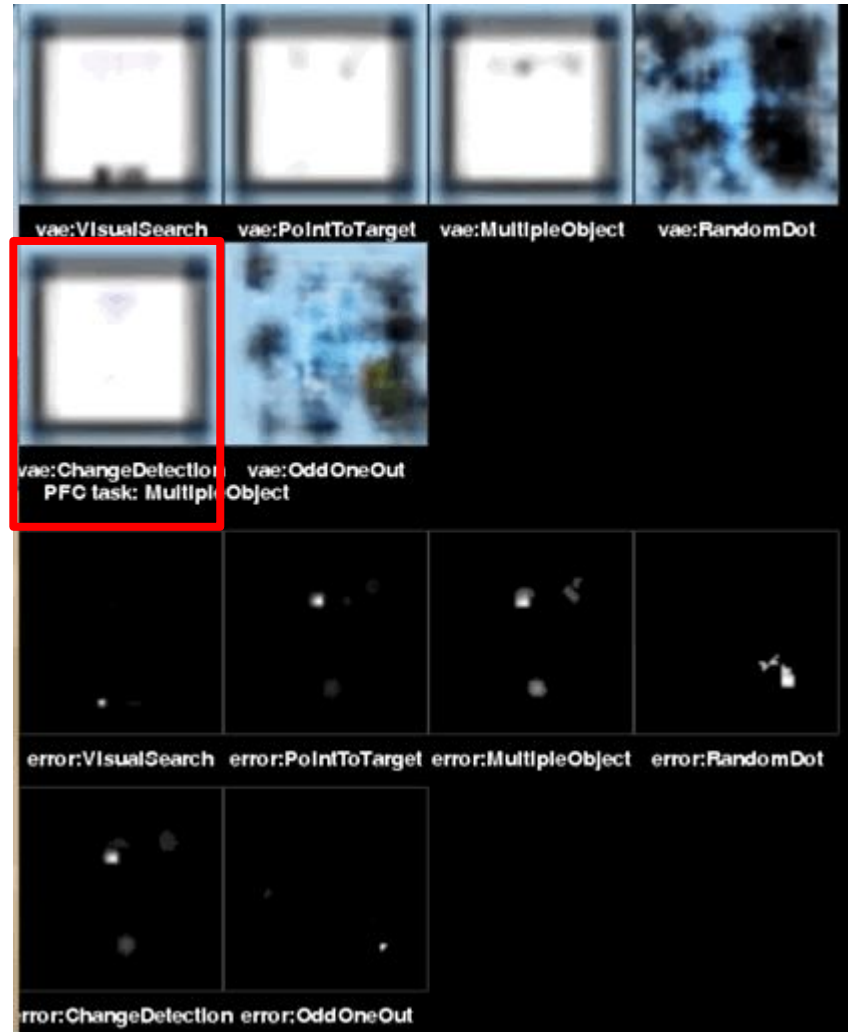 vae:VisualSearch vae:PointToTarget vae:MultipleObject vae:RandomDot
vae:ChangeDetection vae:OddOneOut
PFC task: MultipleObject
error:VisualSearch error:PointToTarget error:MultipleObject error:RandomDot
rror:ChangeDetection error:OddOneOut